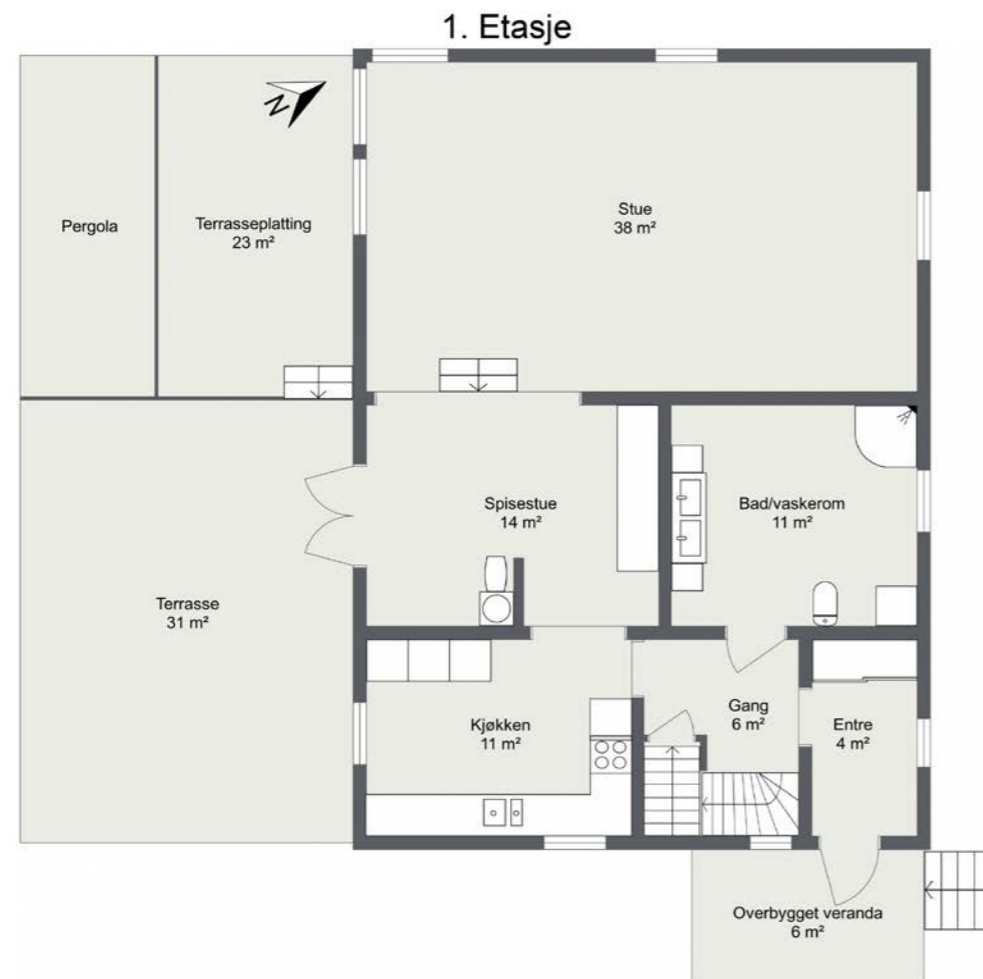 1. Etasje
N
Pergola
Terrasseplatting
23 m²
Stue
38 m²
Spisestue
14 m²
Bad/vaskerom
11 m²
Terrasse
31 m²
Kjøkken
11 m²
Gang
6 m²
Entre
4 m²
Overbygget veranda
6 m²